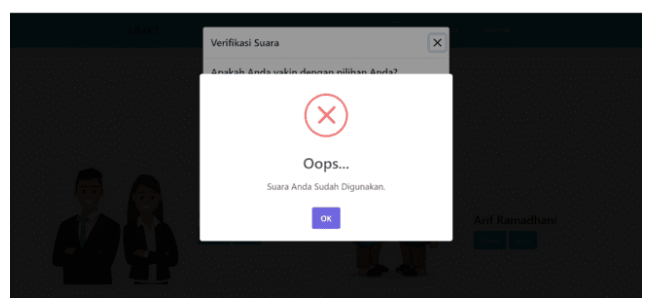 Verifikasi Suara
Apakah Anda yakin dengan pilihan Anda?
Oops...
Suara Anda Sudah Digunakan.
OK
Arif Ramadhani